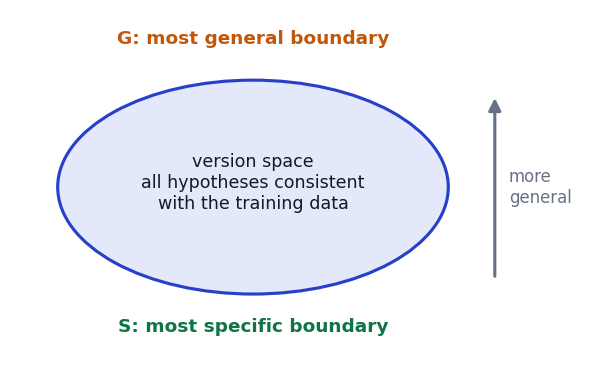 G: most general boundary
version space
all hypotheses consistent
with the training data
more
general
S: most specific boundary